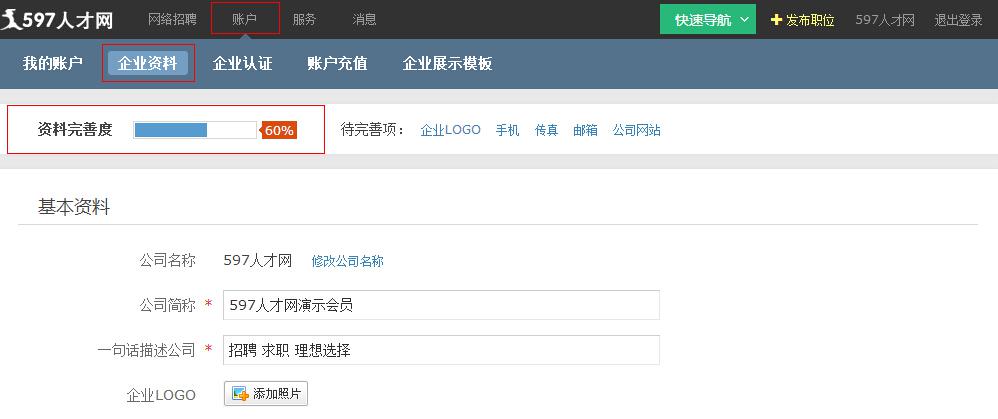 597人才网 网络招聘 账户 服务 消息 快速导航 发布职位 597人才网 退出登录
我的账户 企业资料 企业认证 账户充值 企业展示模板
资料完善度 60% 待完善项： 企业LOGO 手机 传真 邮箱 公司网站
基本资料
公司名称 597人才网 修改公司名称
公司简称 * 597人才网演示会员
一句话描述公司 * 招聘 求职 理想选择
企业LOGO 添加照片